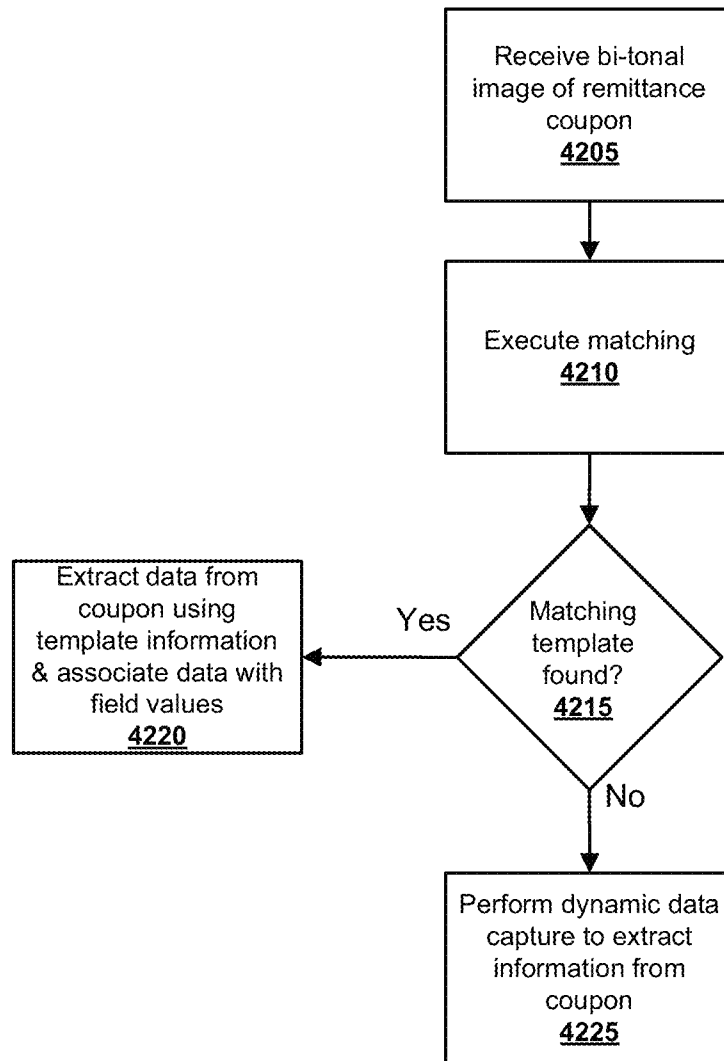 Receive bi-tonal
image of remittance
coupon
4205
Execute matching
4210
Matching
template
found?
4215
Yes
Extract data from
coupon using
template information
& associate data with
field values
4220
No
Perform dynamic data
capture to extract
information from
coupon
4225